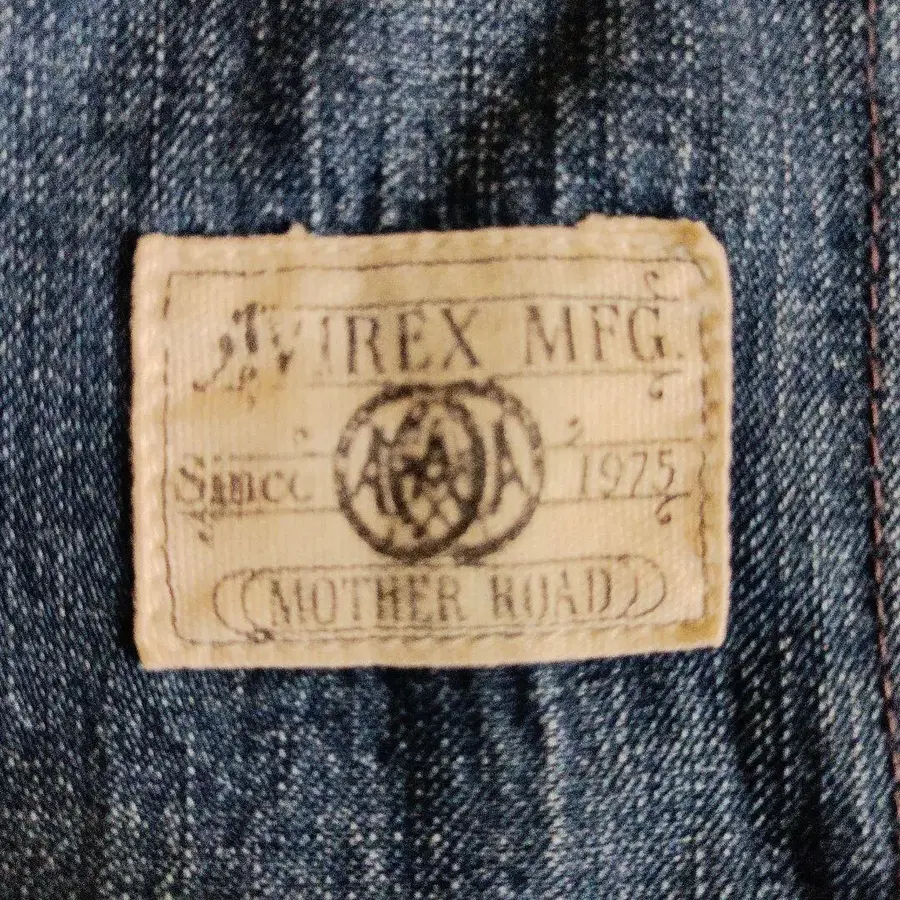 AVIREX MFG.
Since 1975
MOTHER ROAD